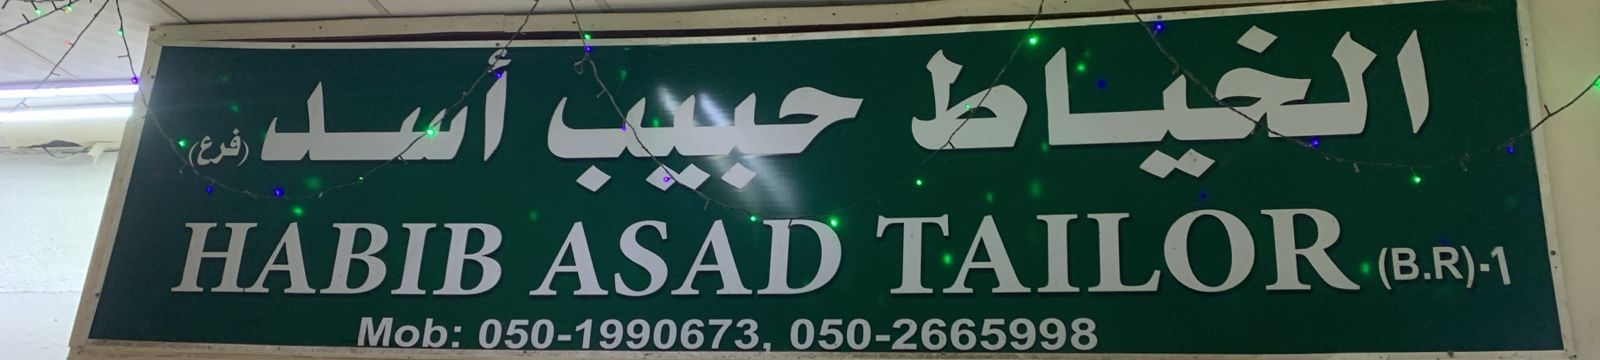 الخياط حبيب أسد (فرع)
HABIB ASAD TAILOR (B.R)-1
Mob: 050-1990673, 050-2665998